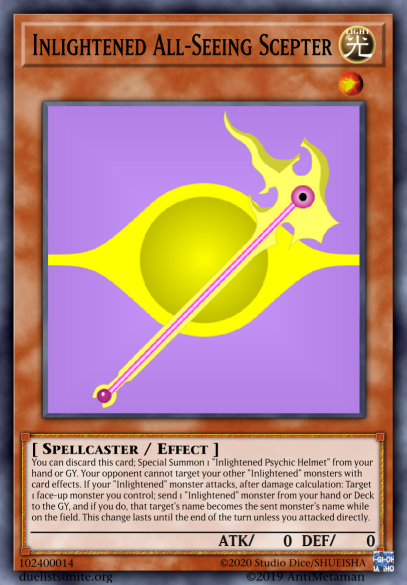 INLIGHTENED ALL-SEEING SCEPTER
LIGHT
光
[ SPELLCASTER / EFFECT ]
You can discard this card; Special Summon 1 "Inlightened Psychic Helmet" from your
hand or GY. Your opponent cannot target your other "Inlightened" monsters with
card effects. If your "Inlightened" monster attacks, after damage calculation: Target
1 face-up monster you control; send 1 "Inlightened" monster from your hand or Deck
to the GY, and if you do, that target's name becomes the sent monster's name while
on the field. This change lasts until the end of the turn unless you attacked directly.
ATK/ 0 DEF/ 0
102400014 ©2020 Studio Dice/SHUEISHA
duelistsunite.org ©2019 AntiMetaman